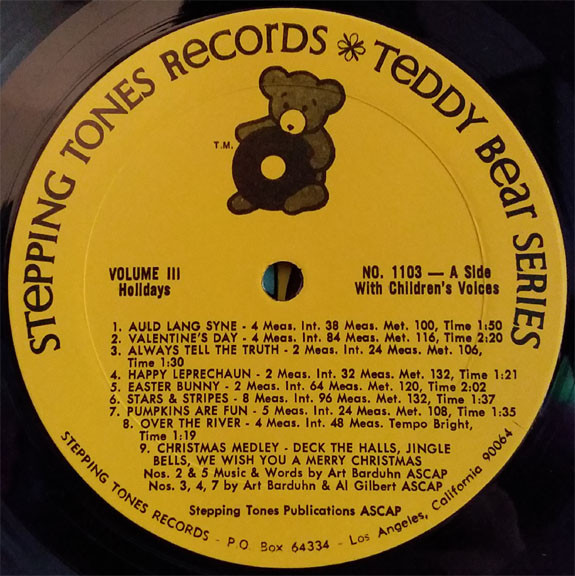 STEPPING TONES RECORDS * TEDDY BEAR SERIES
T.M.
VOLUME III
Holidays
NO. 1103 — A Side
With Children's Voices
1. AULD LANG SYNE - 4 Meas. Int. 38 Meas. Met. 100, Time 1:50
2. VALENTINE'S DAY - 4 Meas. Int. 84 Meas. Met. 116, Time 2:20
3. ALWAYS TELL THE TRUTH - 2 Meas. Int. 24 Meas. Met. 106,
Time 1:30
4. HAPPY LEPRECHAUN - 2 Meas. Int. 32 Meas. Met. 132, Time 1:21
5. EASTER BUNNY - 2 Meas. Int. 64 Meas. Met. 120, Time 2:02
6. STARS & STRIPES - 8 Meas. Int. 96 Meas. Met. 132, Time 1:37
7. PUMPKINS ARE FUN - 5 Meas. Int. 24 Meas. Met. 108, Time 1:35
8. OVER THE RIVER - 4 Meas. Int. 48 Meas. Tempo Bright,
Time 1:19
9. CHRISTMAS MEDLEY - DECK THE HALLS, JINGLE
BELLS, WE WISH YOU A MERRY CHRISTMAS
Nos. 2 & 5 Music & Words by Art Barduhn ASCAP
Nos. 3, 4, 7 by Art Barduhn & Al Gilbert ASCAP
Stepping Tones Publications ASCAP
STEPPING TONES RECORDS - P.O. Box 64334 - Los Angeles, California 90064